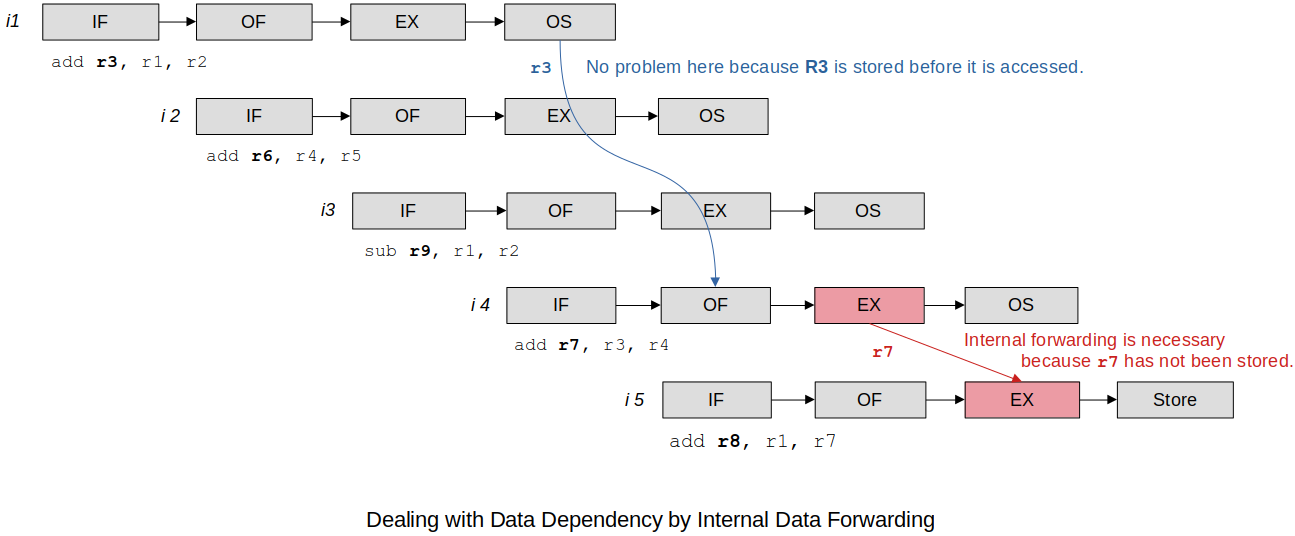 i1 IF OF EX OS
add r3, r1, r2
r3 No problem here because R3 is stored before it is accessed.
i 2 IF OF EX OS
add r6, r4, r5
i3 IF OF EX OS
sub r9, r1, r2
i 4 IF OF EX OS
add r7, r3, r4
Internal forwarding is necessary
r7
because r7 has not been stored.
i 5 IF OF EX Store
add r8, r1, r7
Dealing with Data Dependency by Internal Data Forwarding